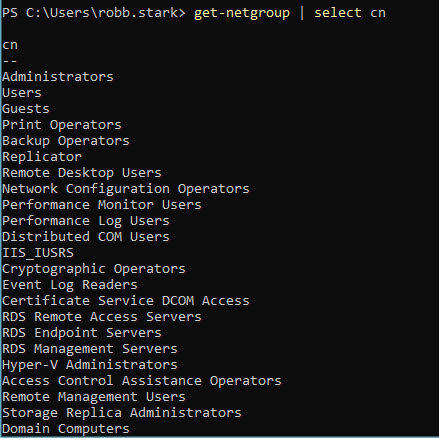 PS C:\Users\robb.stark> get-netgroup | select cn
cn
--
Administrators
Users
Guests
Print Operators
Backup Operators
Replicator
Remote Desktop Users
Network Configuration Operators
Performance Monitor Users
Performance Log Users
Distributed COM Users
IIS_IUSRS
Cryptographic Operators
Event Log Readers
Certificate Service DCOM Access
RDS Remote Access Servers
RDS Endpoint Servers
RDS Management Servers
Hyper-V Administrators
Access Control Assistance Operators
Remote Management Users
Storage Replica Administrators
Domain Computers